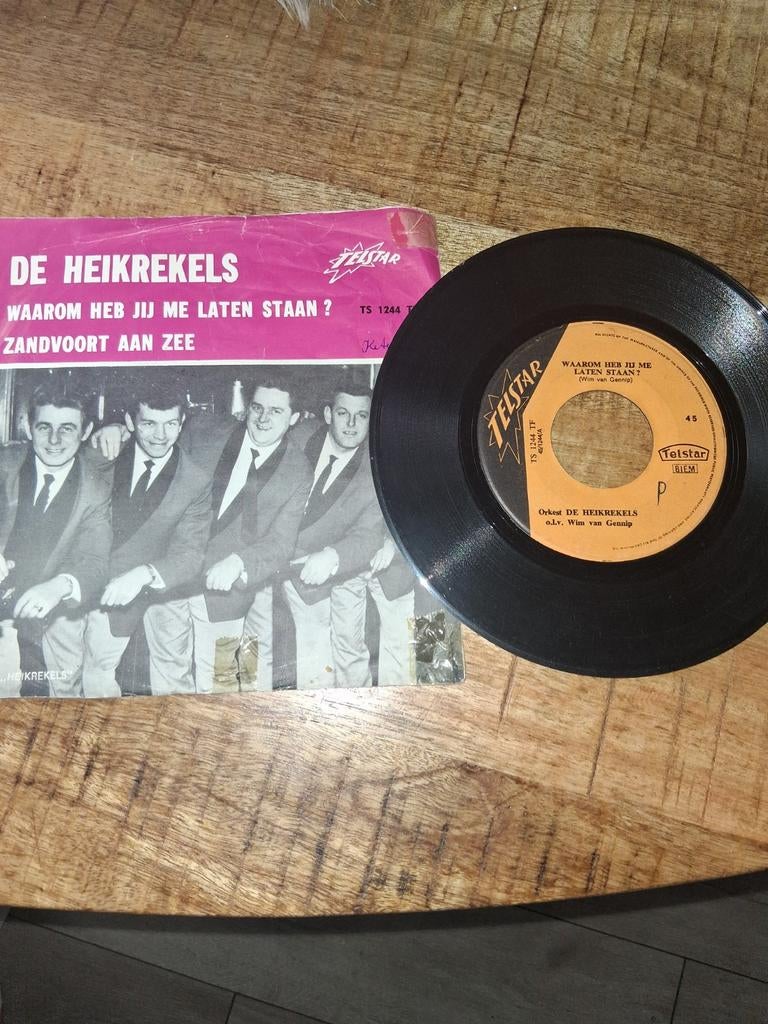 DE HEIKREKELS
TELSTAR
WAAROM HEB JIJ ME LATEN STAAN ?
TS 1244
ZANDVOORT AAN ZEE
„HEIKREKELS"
WAAROM HEB JIJ ME
LATEN STAAN ?
(Wim van Gennip)
TELSTAR
TS 1244 TF
45
Telstar
BIEM
P
Orkest DE HEIKREKELS
o.l.v. Wim van Gennip